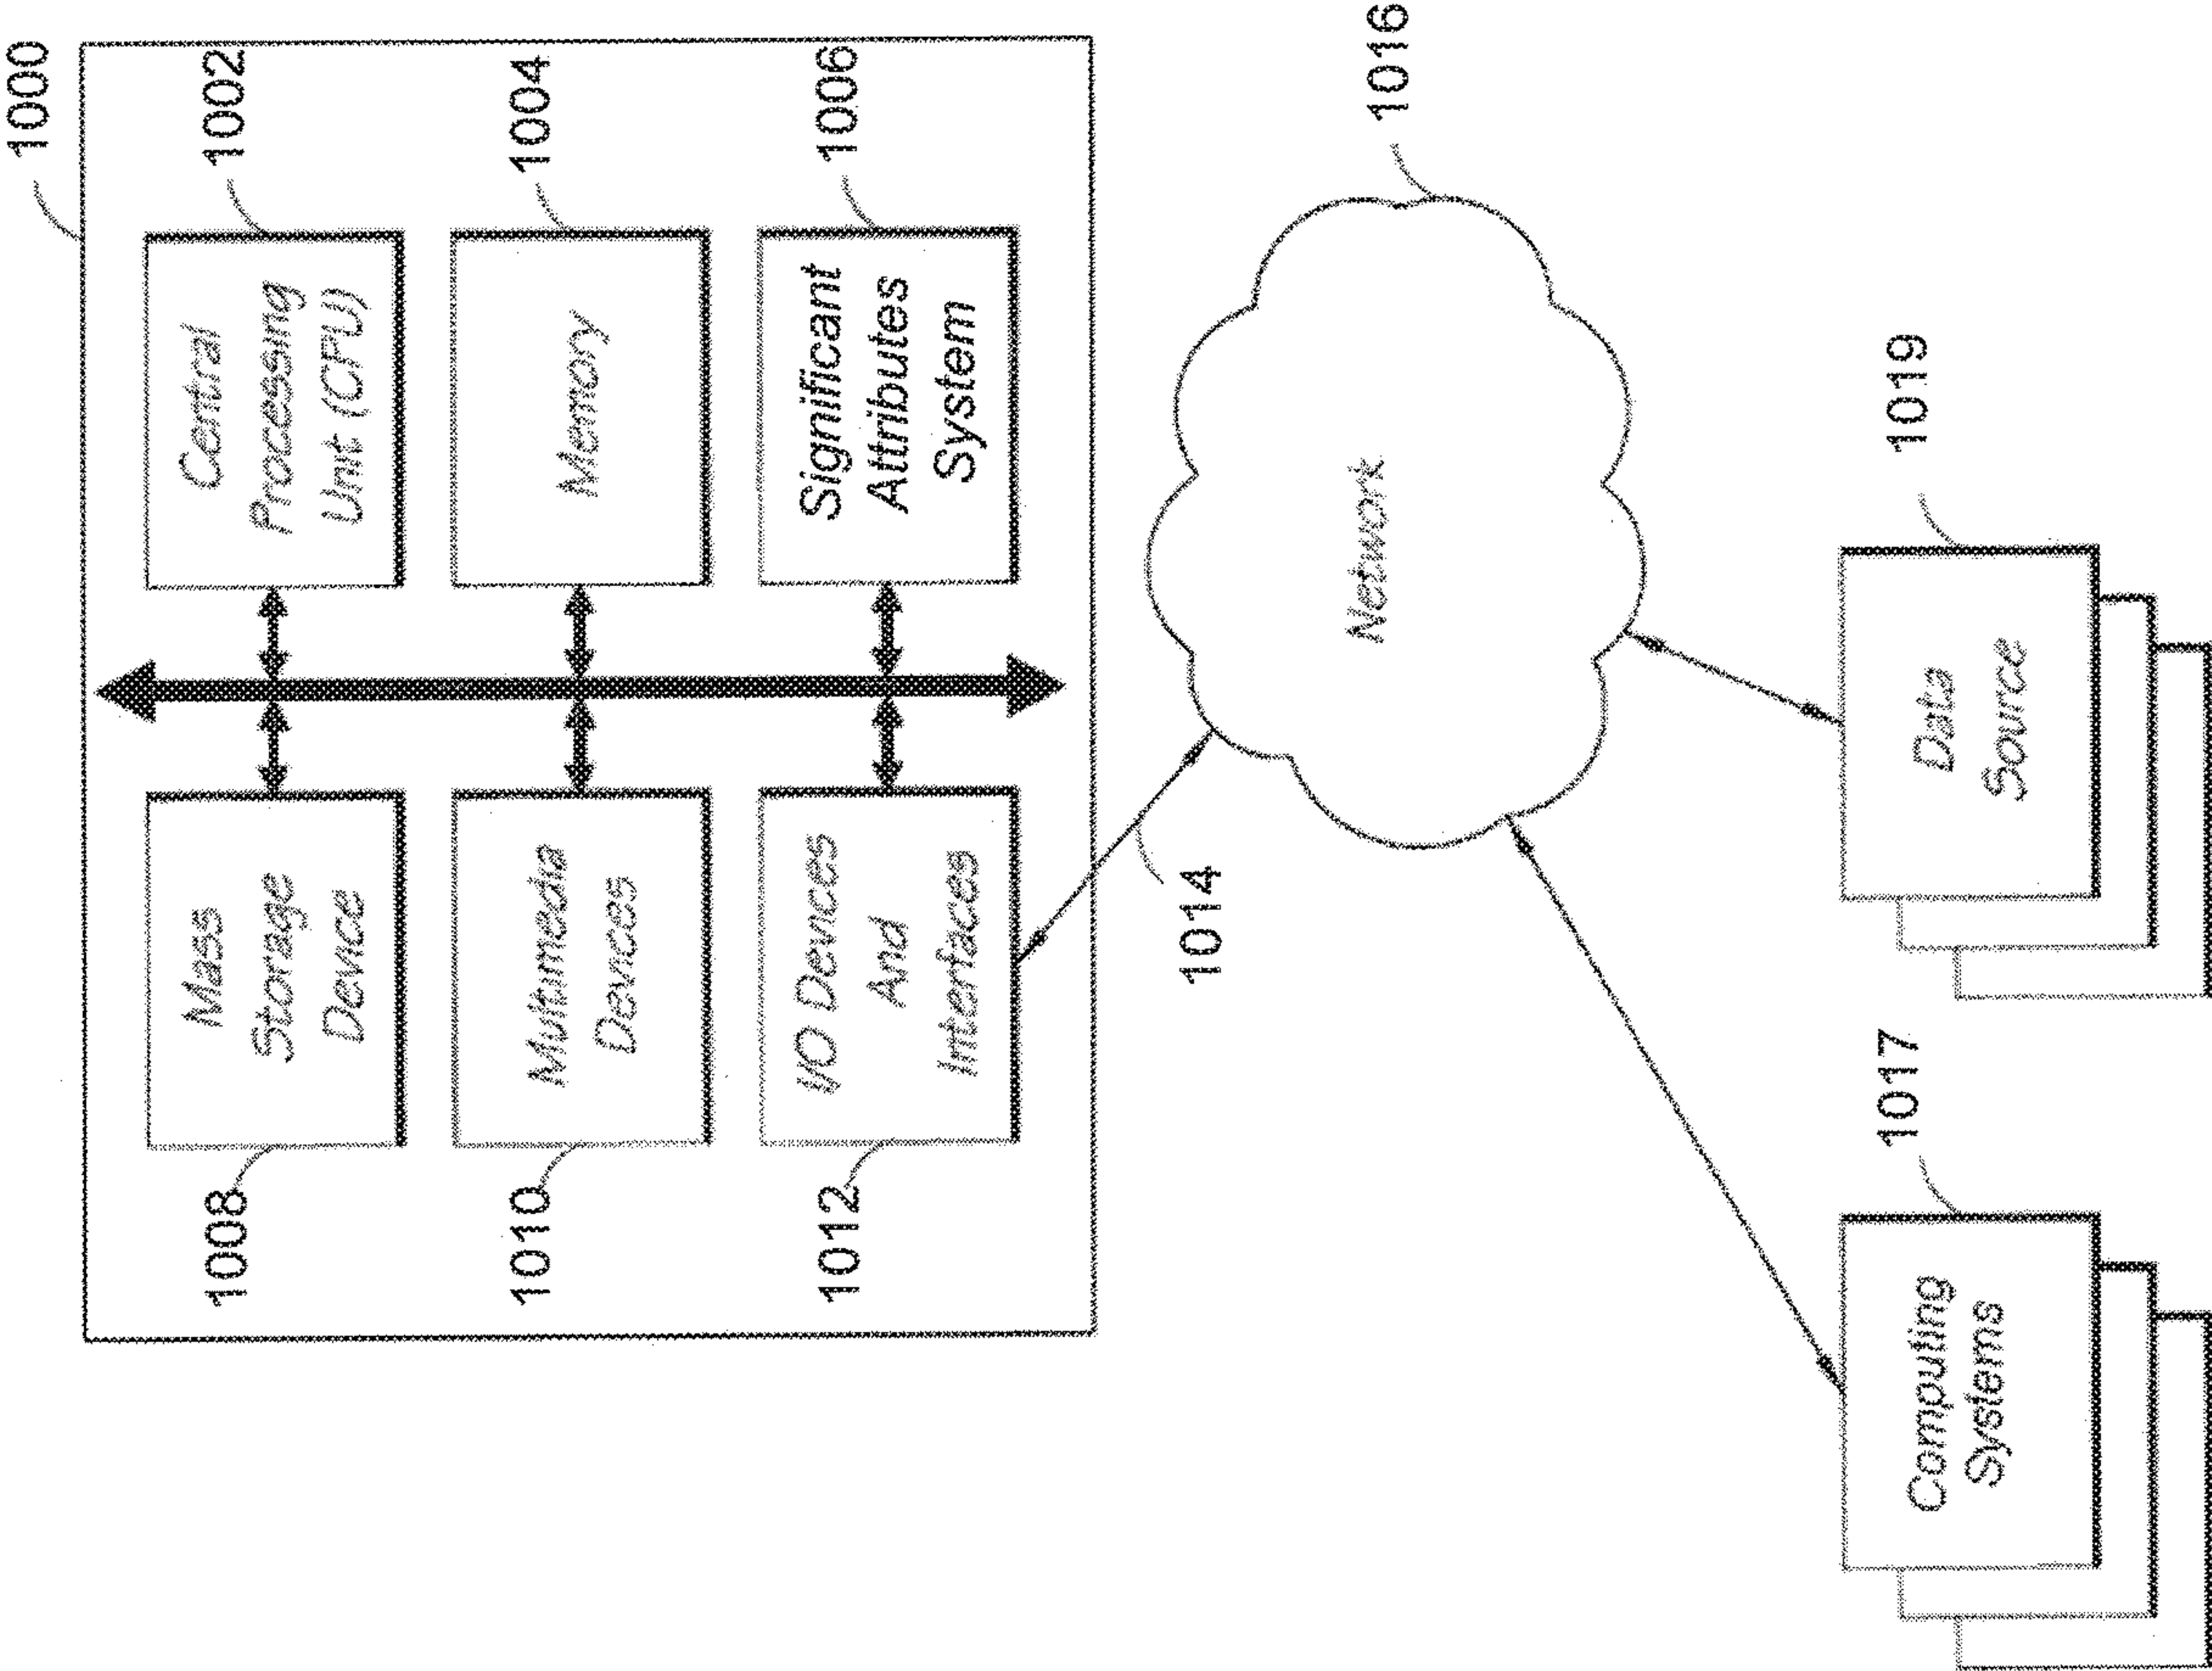 1000
1008
Mass
Storage
Device
Central
Processing
Unit (CPU)
1002
1010
Multimedia
Devices
Memory
1004
1012
I/O Devices
And
Interfaces
Significant
Attributes
System
1006
1014
Network
1016
1017
Computing
Systems
1019
Data
Source